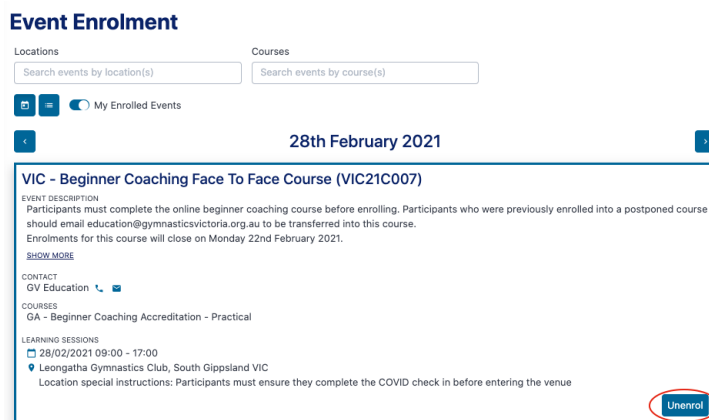 Event Enrolment
Locations
Courses
Search events by location(s)
Search events by course(s)
My Enrolled Events
28th February 2021
VIC - Beginner Coaching Face To Face Course (VIC21C007)
EVENT DESCRIPTION
Participants must complete the online beginner coaching course before enrolling. Participants who were previously enrolled into a postponed course
should email education@gymnasticsvictoria.org.au to be transferred into this course.
Enrolments for this course will close on Monday 22nd February 2021.
SHOW MORE
CONTACT
GV Education
COURSES
GA - Beginner Coaching Accreditation - Practical
LEARNING SESSIONS
28/02/2021 09:00 - 17:00
Leongatha Gymnastics Club, South Gippsland VIC
Location special instructions: Participants must ensure they complete the COVID check in before entering the venue
Unenrol